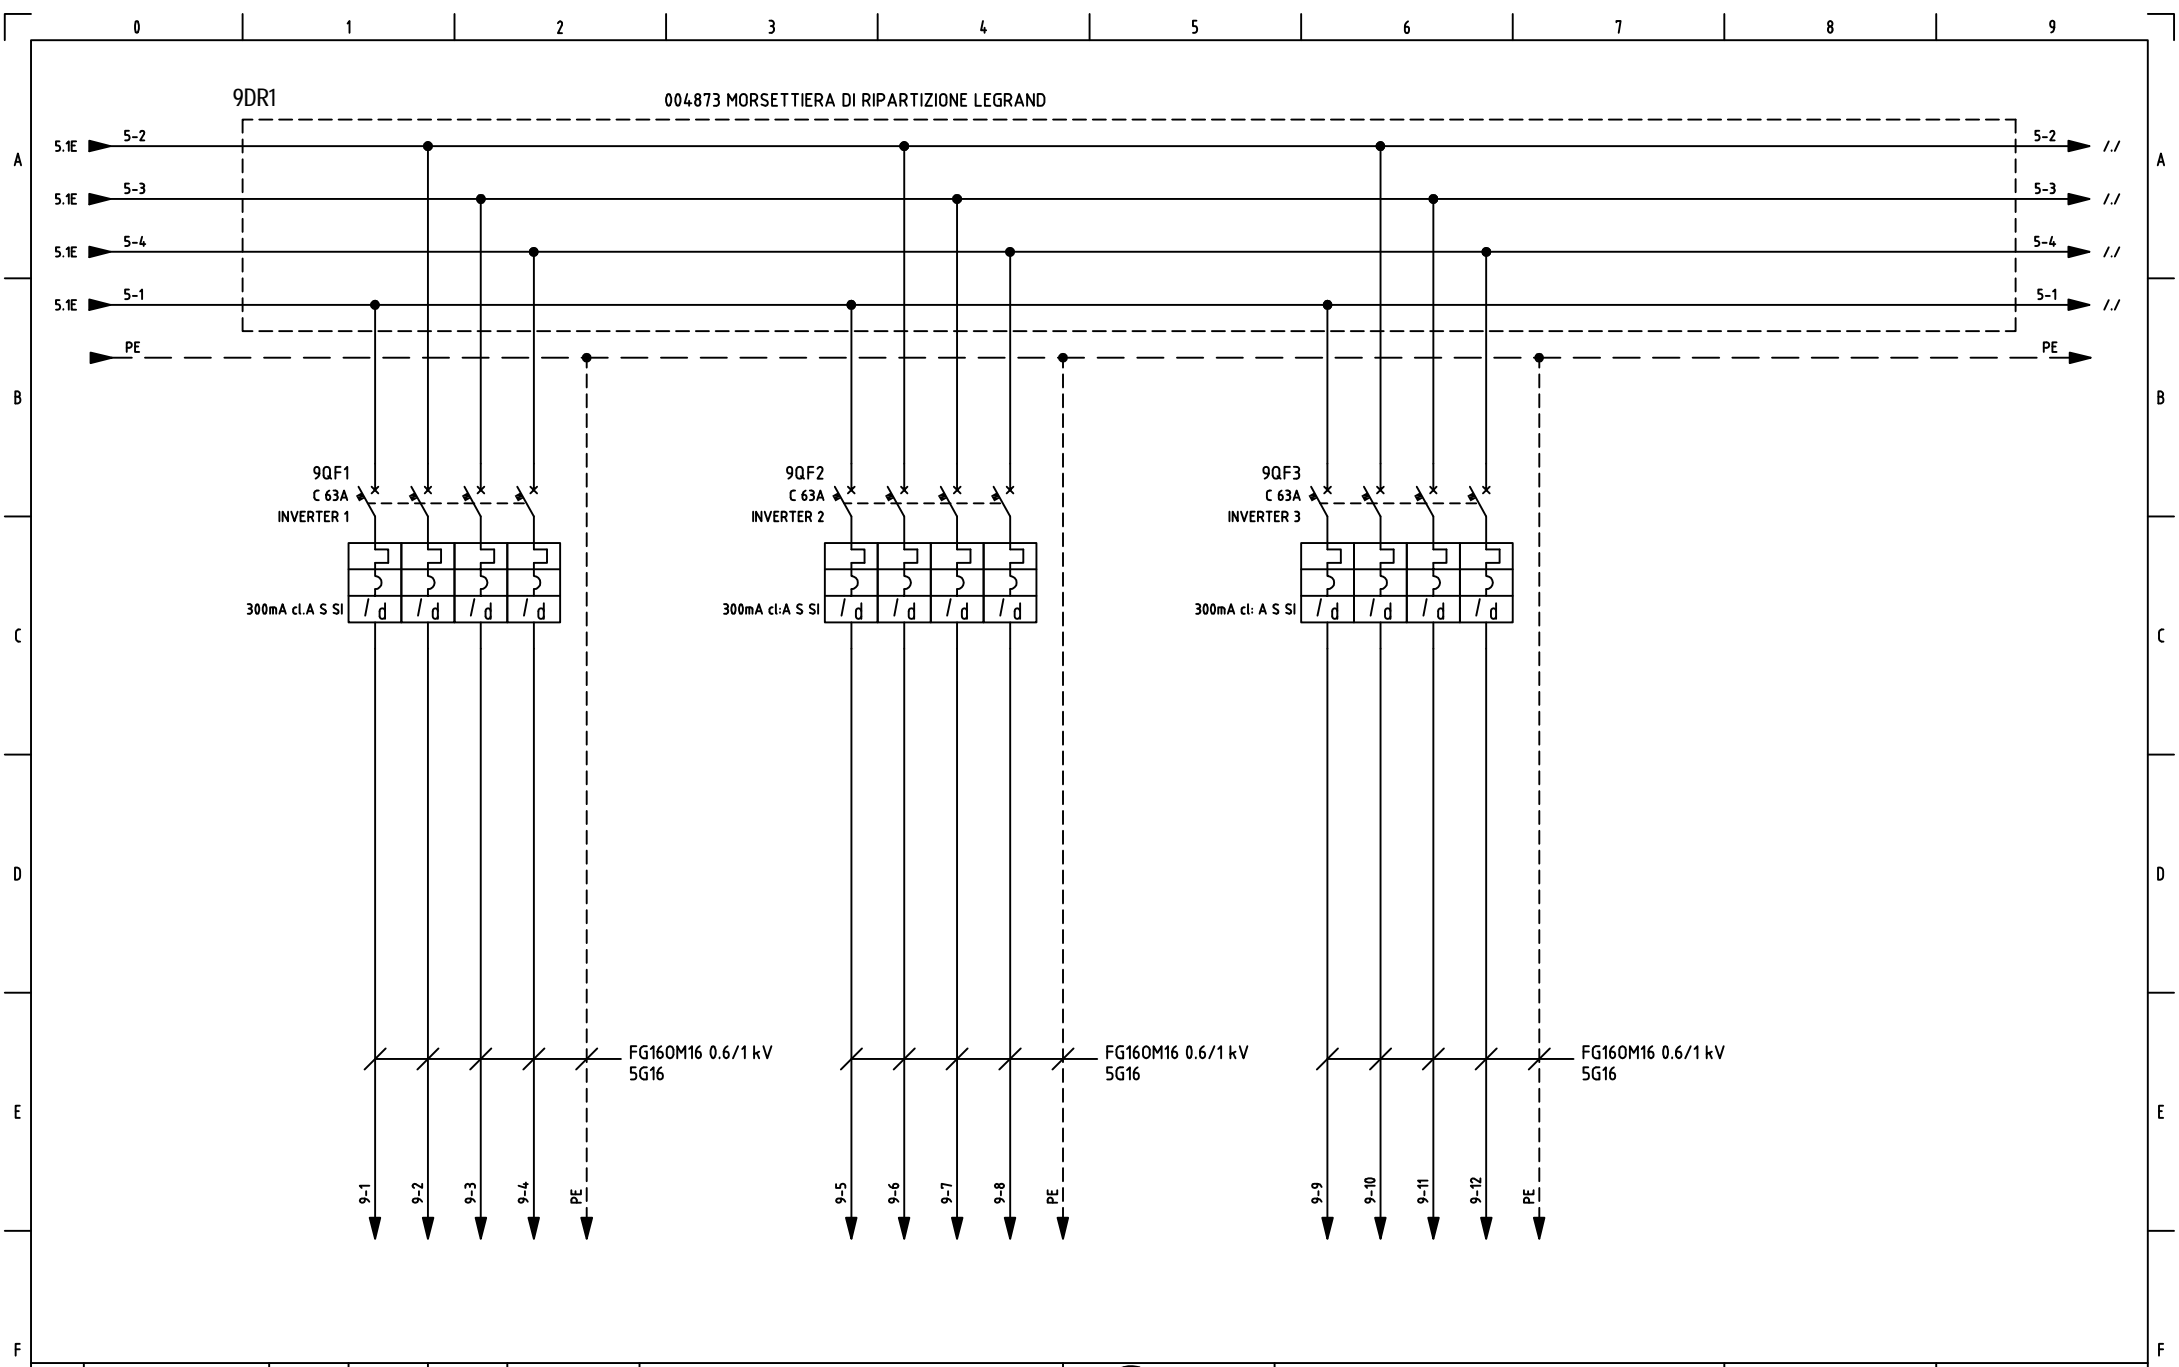 0 1 2 3 4 5 6 7 8 9
9DR1 004873 MORSETTIERA DI RIPARTIZIONE LEGRAND
5.1E 5-2 5-2 /./
A A
5.1E 5-3 5-3 /./
5.1E 5-4 5-4 /./
5.1E 5-1 5-1 /./
PE PE
B B
9QF1 9QF2 9QF3
C 63A C 63A C 63A
INVERTER 1 INVERTER 2 INVERTER 3
300mA cl.A S SI / d / d / d / d 300mA cl:A S SI / d / d / d / d 300mA cl: A S SI / d / d / d / d
C C
D D
FG16OM16 0.6/1 kV FG16OM16 0.6/1 kV FG16OM16 0.6/1 kV
5G16 5G16 5G16
E E
9-1 9-2 9-3 9-4 PE 9-5 9-6 9-7 9-8 PE 9-9 9-10 9-11 9-12 PE
F F